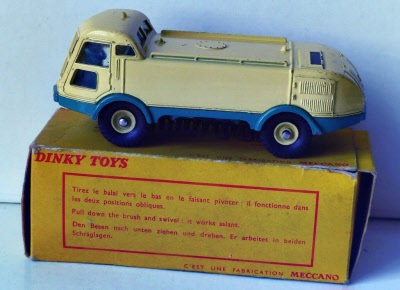 DINKY TOYS
MECCANO
Tirez le balai vers le bas en le faisant pivoter : il fonctionne dans
les deux positions obliques.
Pull down the brush and swivel : it works aslant.
Den Besen nach unten ziehen und drehen. Er arbeitet in beiden
Schräglagen.
C'EST UNE FABRICATION MECCANO